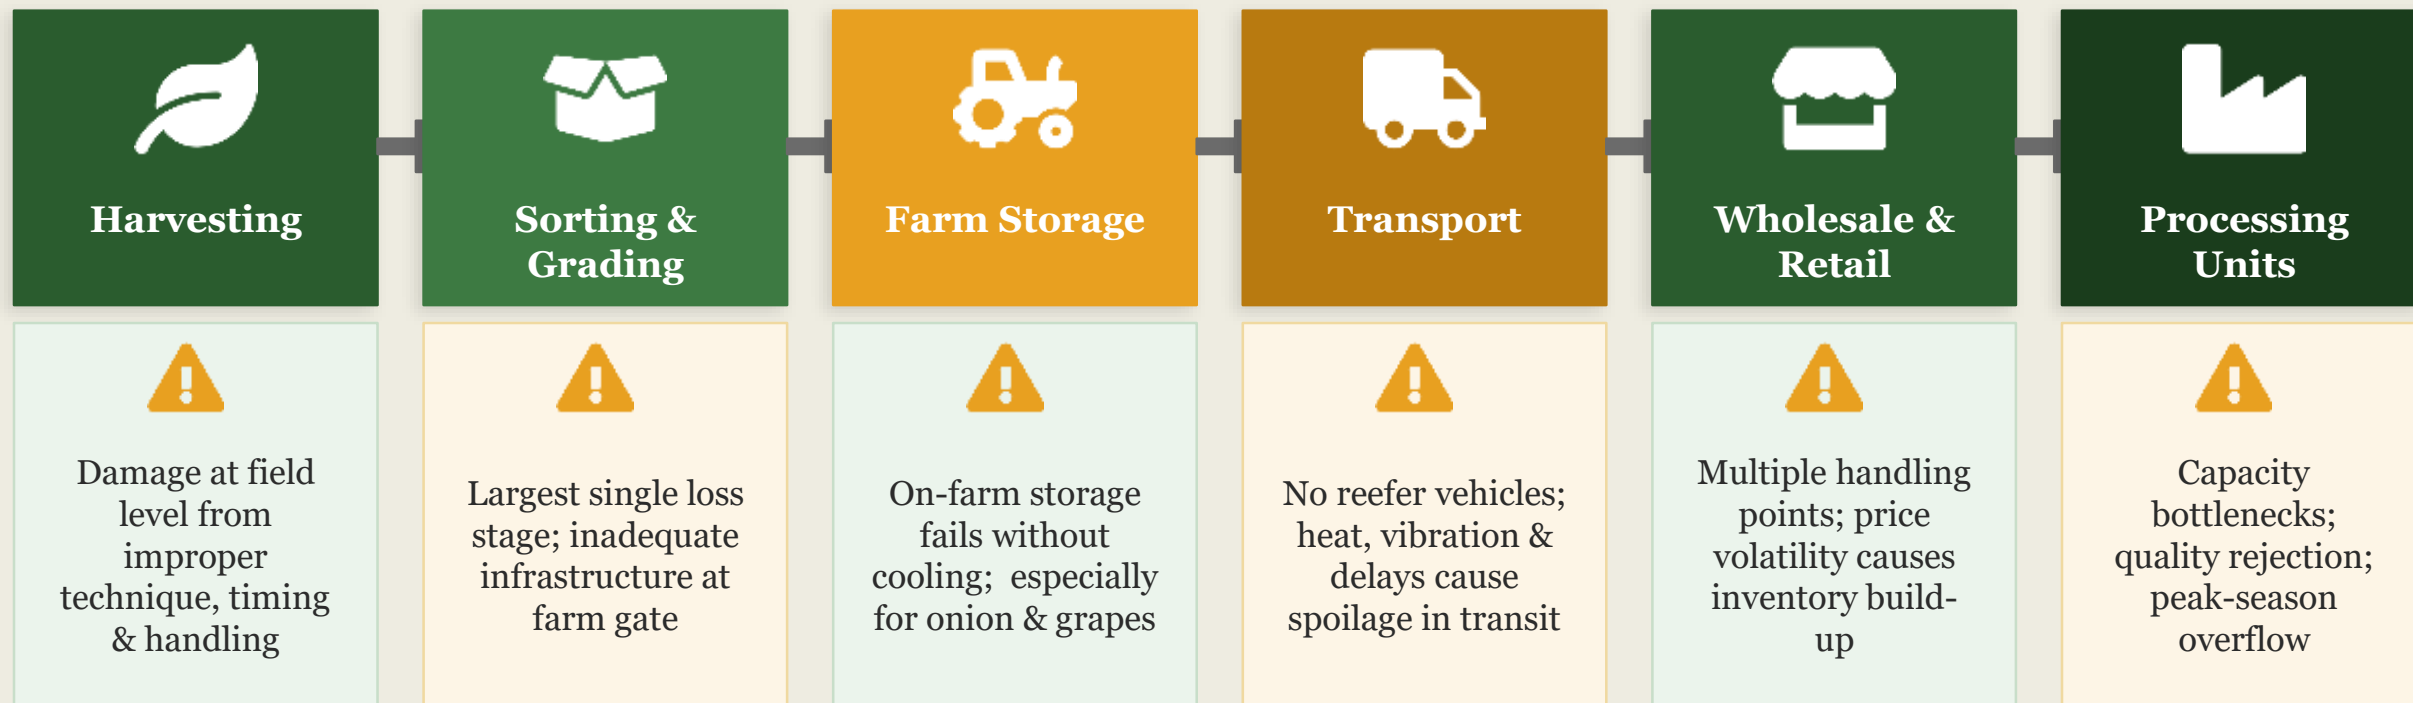 Harvesting
Sorting &
Grading
Farm Storage
Transport
Wholesale &
Retail
Processing
Units
Damage at field
level from
improper
technique, timing
& handling
Largest single loss
stage; inadequate
infrastructure at
farm gate
On-farm storage
fails without
cooling;  especially
for onion & grapes
No reefer vehicles;
heat, vibration &
delays cause
spoilage in transit
Multiple handling
points; price
volatility causes
inventory build-
up
Capacity
bottlenecks;
quality rejection;
peak-season
overflow